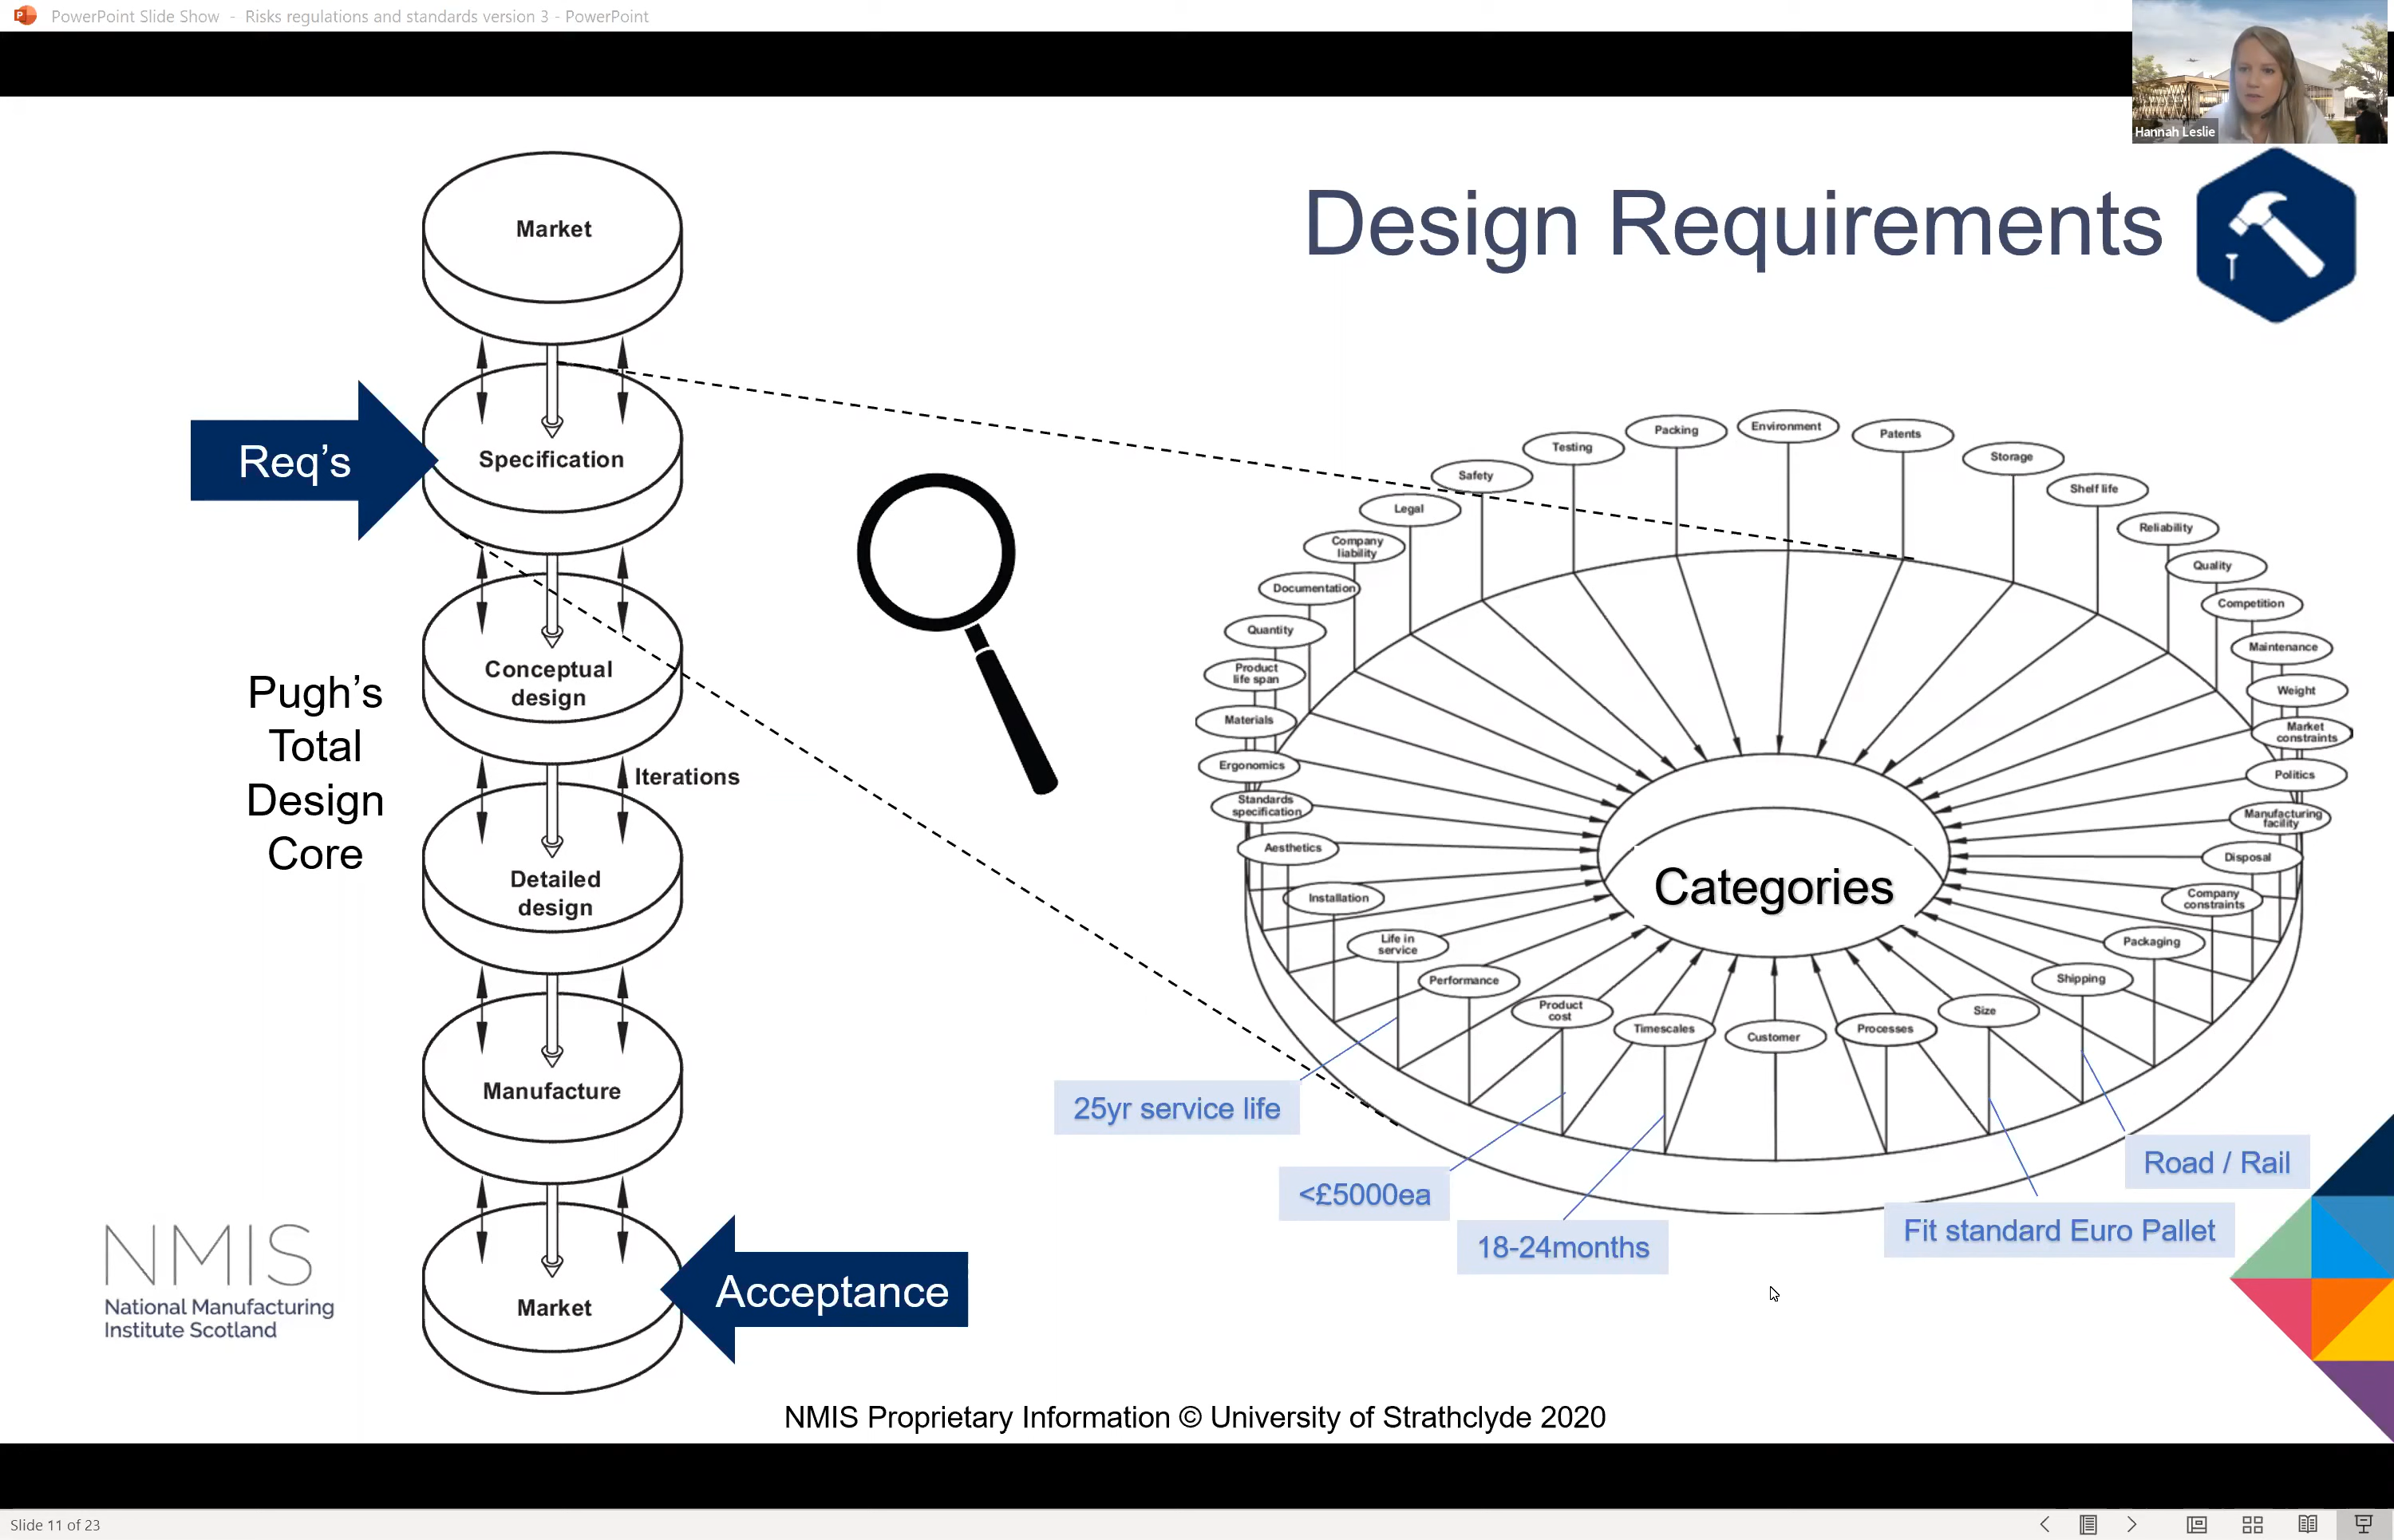 PowerPoint Slide Show - Risks regulations and standards version 3 - PowerPoint
Hannah Leslie
Design Requirements
Market
Req's
Specification
Conceptual
design
Iterations
Pugh's
Total
Design
Core
Detailed
design
Manufacture
Market
Acceptance
Environment
Patents
Storage
Shelf life
Reliability
Quality
Competition
Maintenance
Weight
Market
constraints
Politics
Manufacturing
facility
Disposal
Company
constraints
Packaging
Shipping
Size
Processes
Customer
Timescales
Product
cost
Performance
Life in
service
Installation
Aesthetics
Standards
specification
Ergonomics
Materials
Product
life span
Quantity
Documentation
Company
liability
Legal
Safety
Testing
Packing
Categories
25yr service life
<£5000ea
18-24months
Fit standard Euro Pallet
Road / Rail
NMIS
National Manufacturing
Institute Scotland
NMIS Proprietary Information © University of Strathclyde 2020
Slide 11 of 23